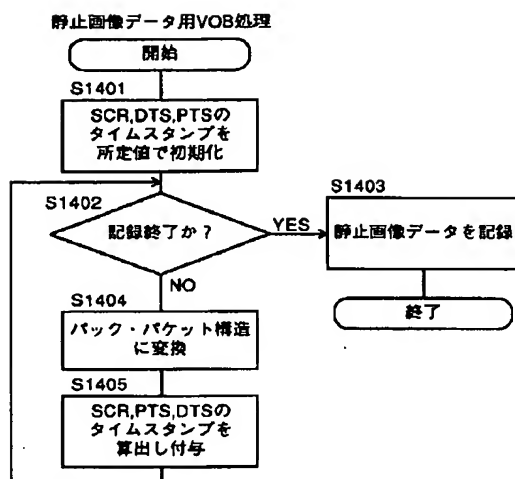 静止画像データ用VOB処理
開始
S1401
SCR,DTS,PTSの
タイムスタンプを
所定値で初期化
S1402
記録終了か？
YES
S1403
静止画像データを記録
終了
NO
S1404
パック・パケット構造
に変換
S1405
SCR,PTS,DTSの
タイムスタンプを
算出し付与